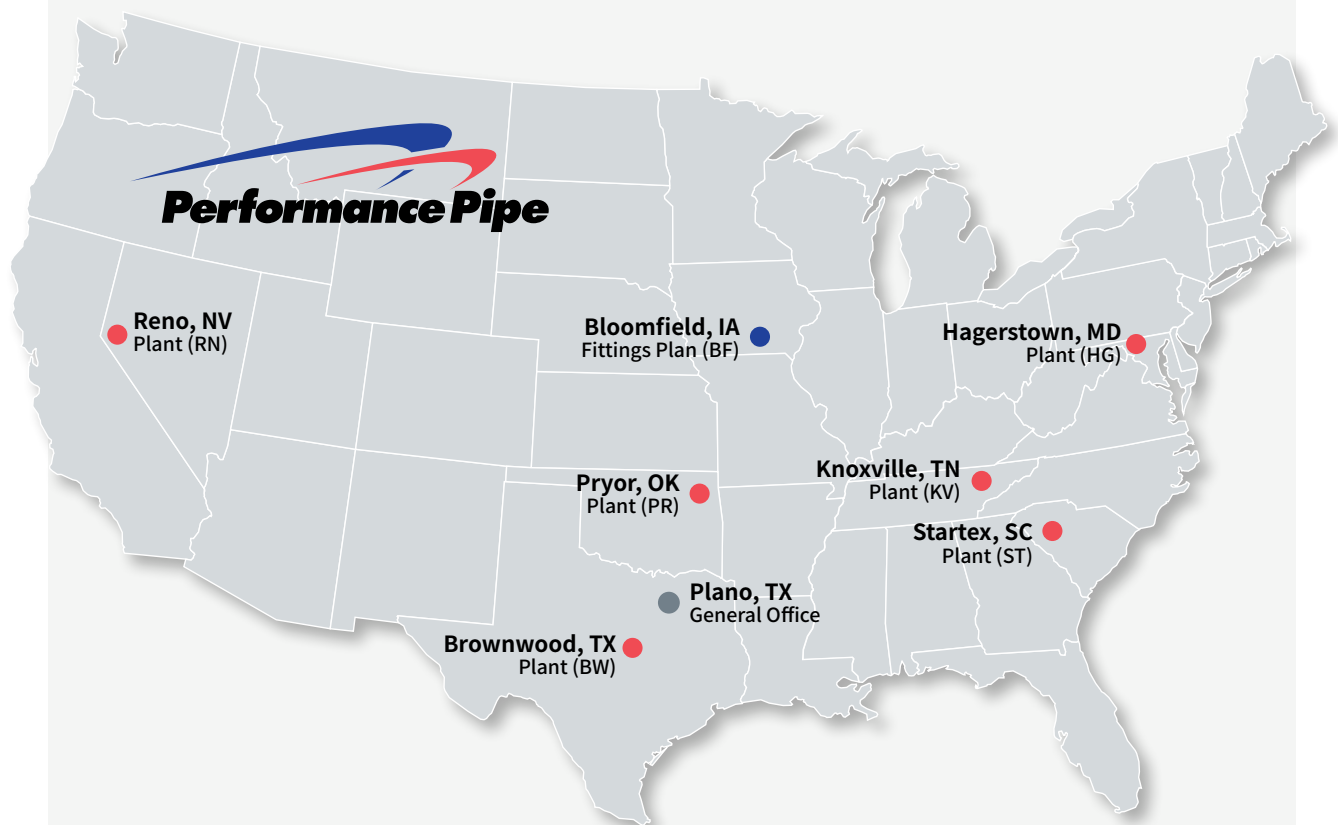 Performance Pipe
Reno, NV
Plant (RN)
Bloomfield, IA
Fittings Plan (BF)
Hagerstown, MD
Plant (HG)
Knoxville, TN
Plant (KV)
Pryor, OK
Plant (PR)
Startex, SC
Plant (ST)
Plano, TX
General Office
Brownwood, TX
Plant (BW)